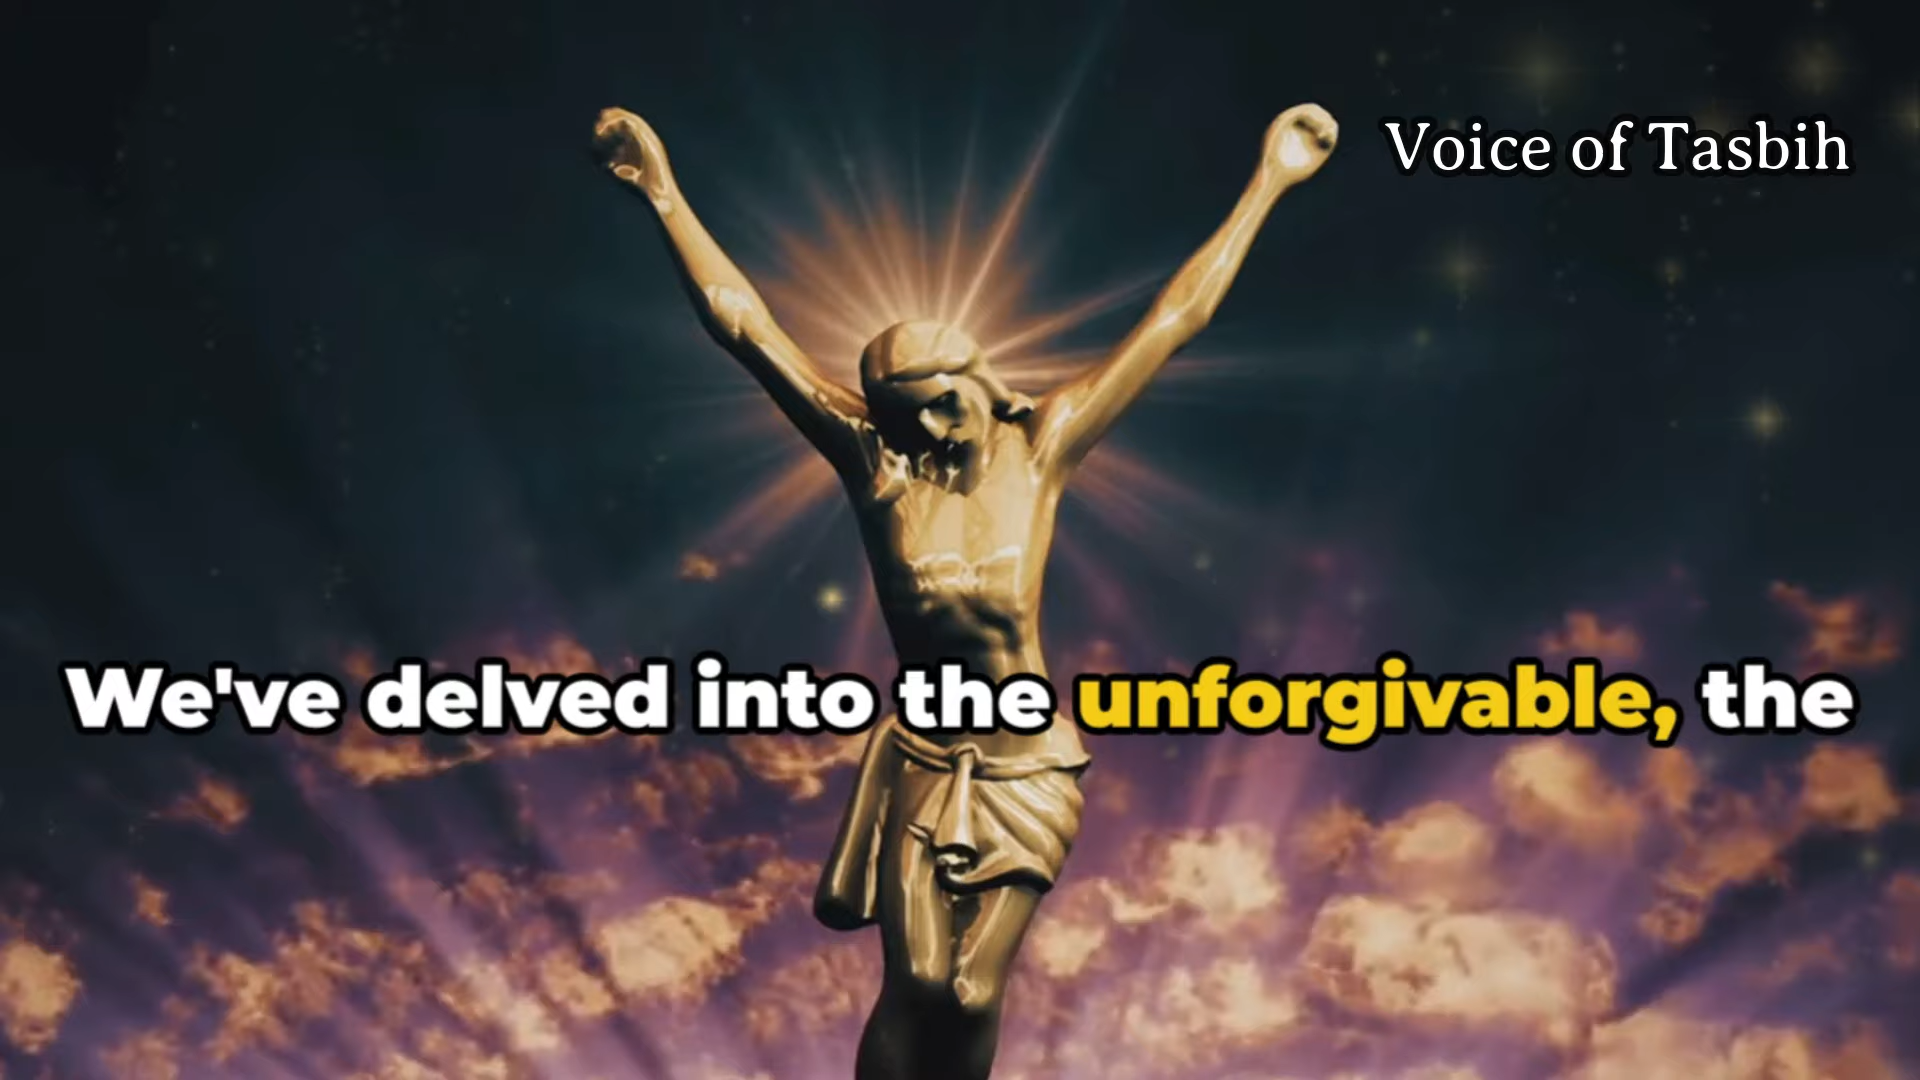 Voice of Tasbih
We've delved into the unforgivable, the